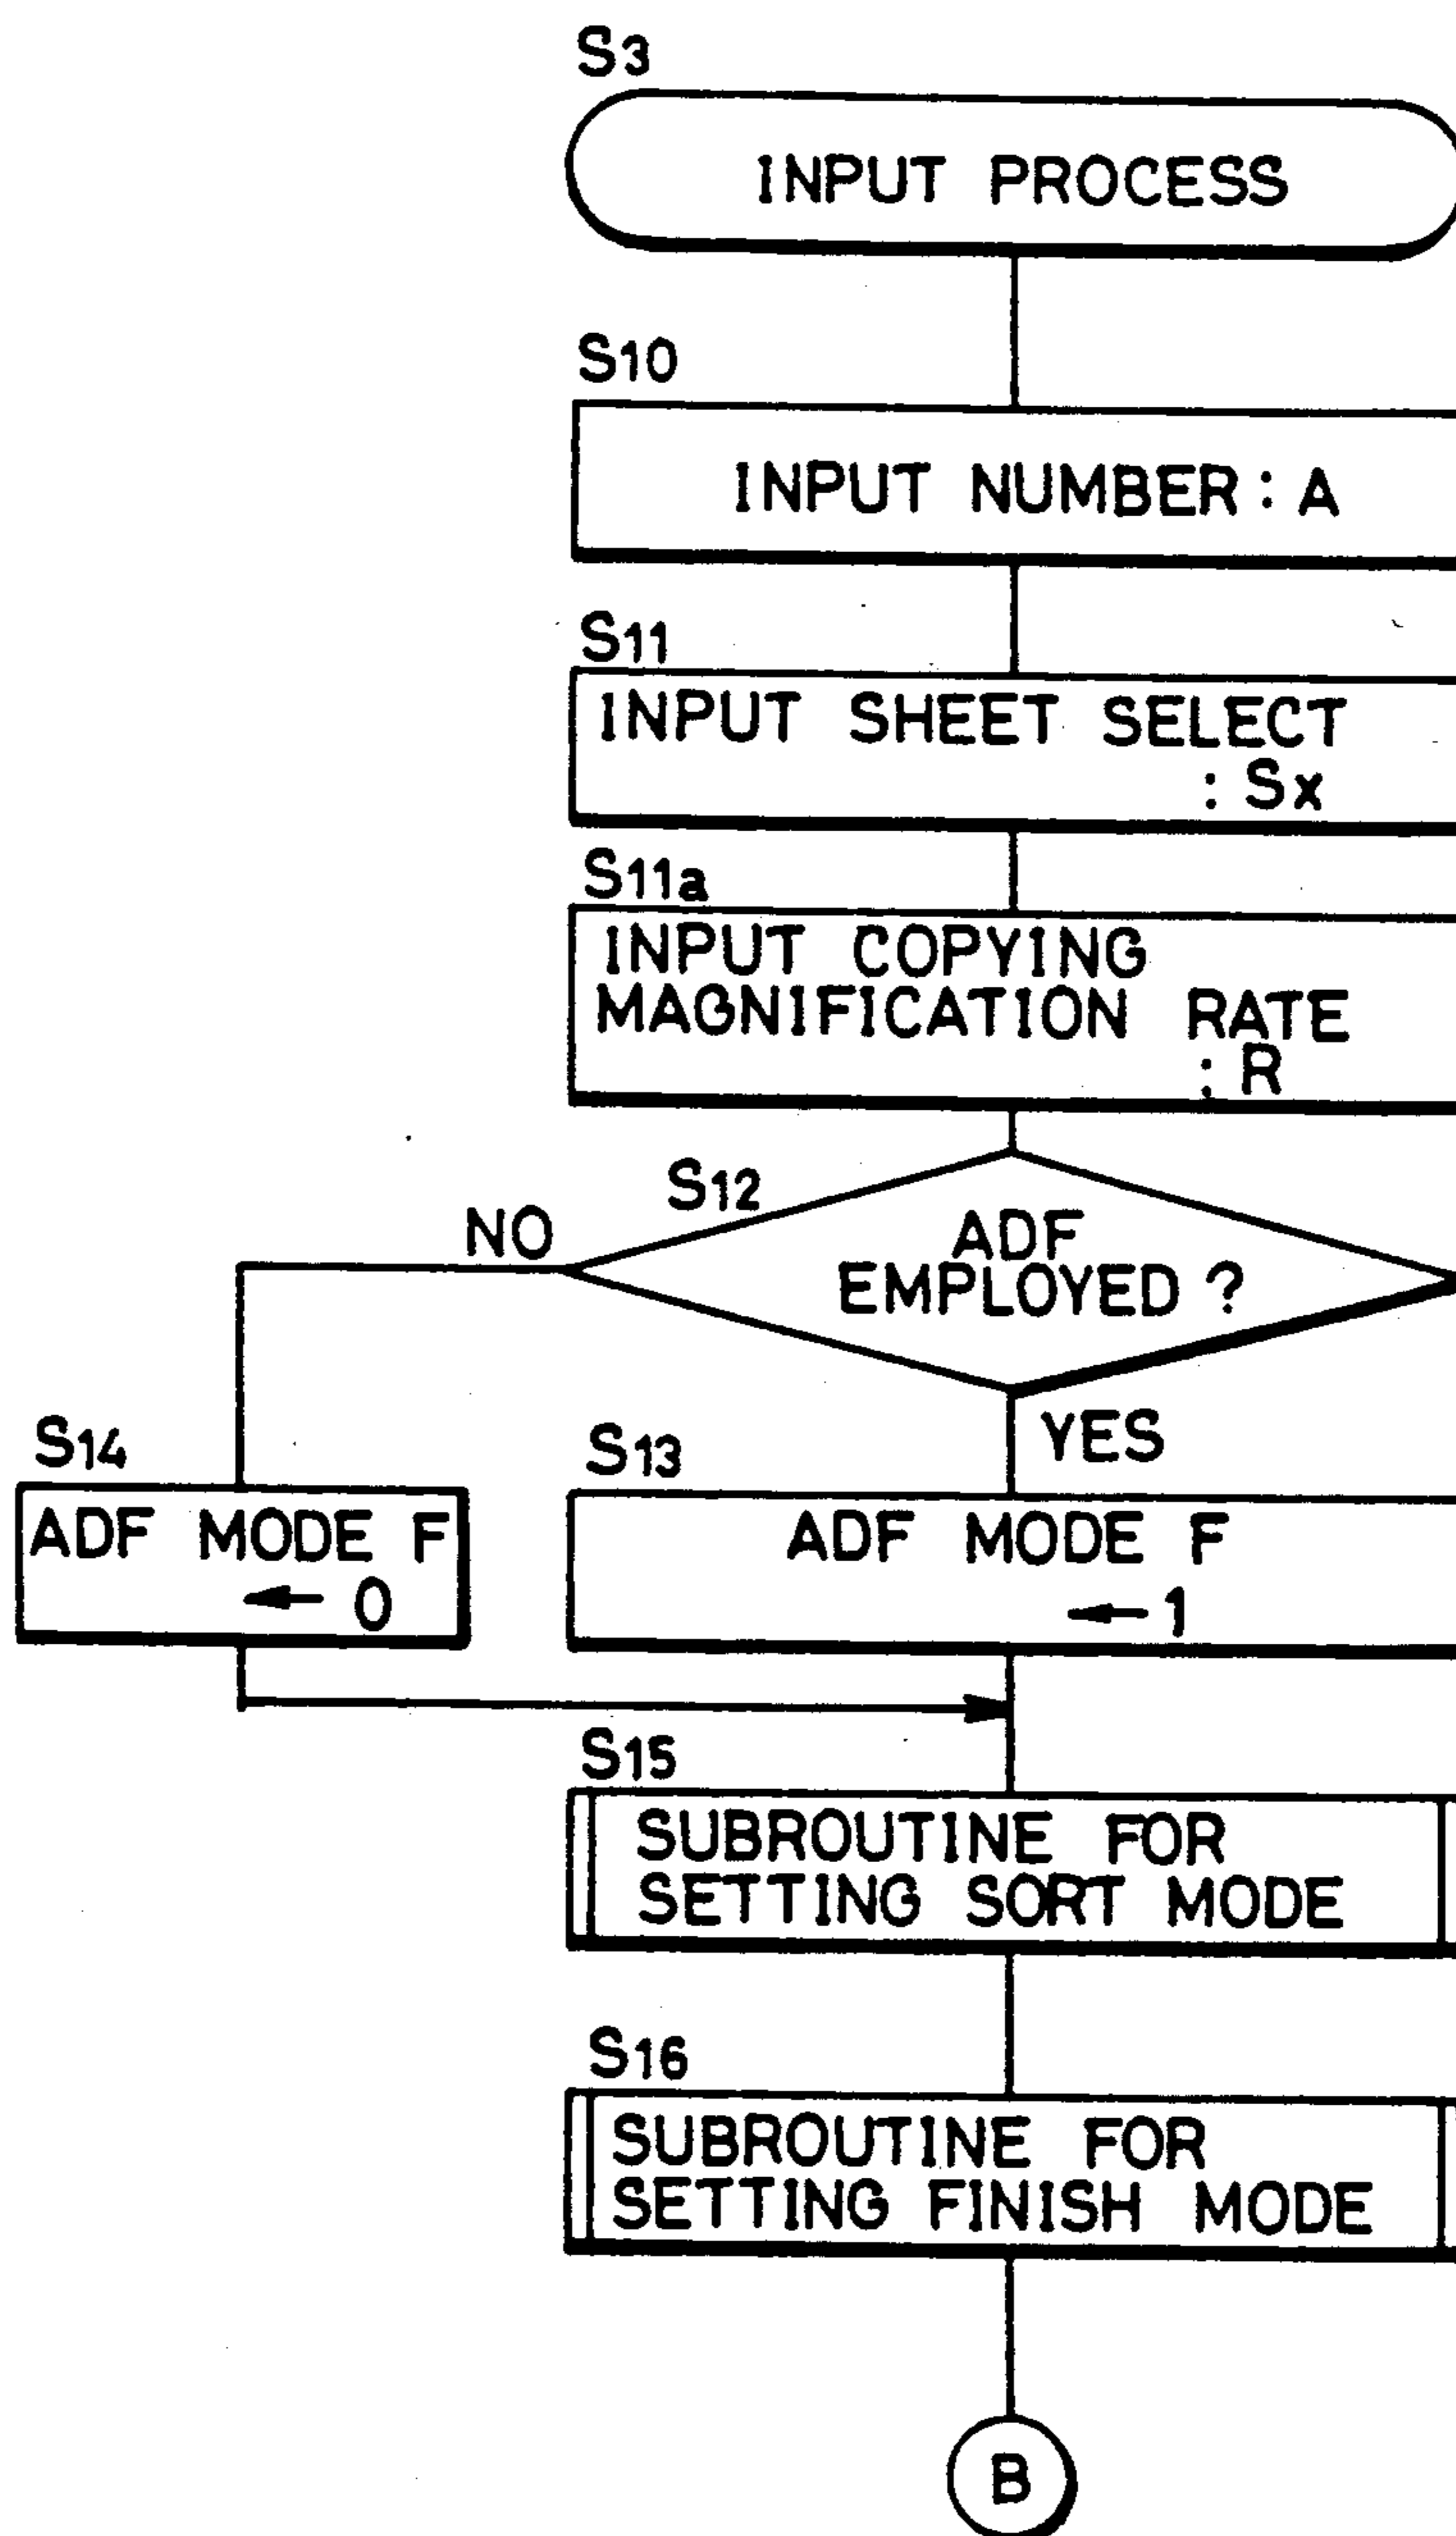 S3
INPUT PROCESS
S10
INPUT NUMBER : A
S11
INPUT SHEET SELECT
: Sx
S11a
INPUT COPYING
MAGNIFICATION RATE
: R
S12
NO
ADF
EMPLOYED ?
YES
S14
ADF MODE F
← 0
S13
ADF MODE F
← 1
S15
SUBROUTINE FOR
SETTING SORT MODE
S16
SUBROUTINE FOR
SETTING FINISH MODE
B